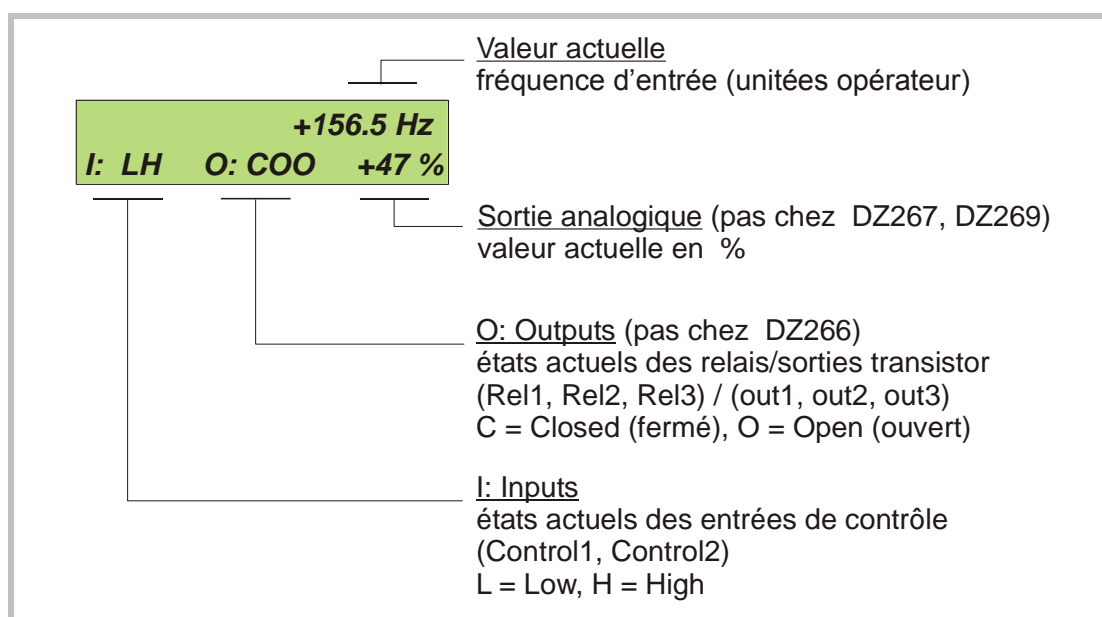 Valeur actuelle
fréquence d'entrée (unitées opérateur)
+156.5 Hz
I: LH O: COO +47 %
Sortie analogique (pas chez DZ267, DZ269)
valeur actuelle en %
O: Outputs (pas chez DZ266)
états actuels des relais/sorties transistor
(Rel1, Rel2, Rel3) / (out1, out2, out3)
C = Closed (fermé), O = Open (ouvert)
I: Inputs
états actuels des entrées de contrôle
(Control1, Control2)
L = Low, H = High